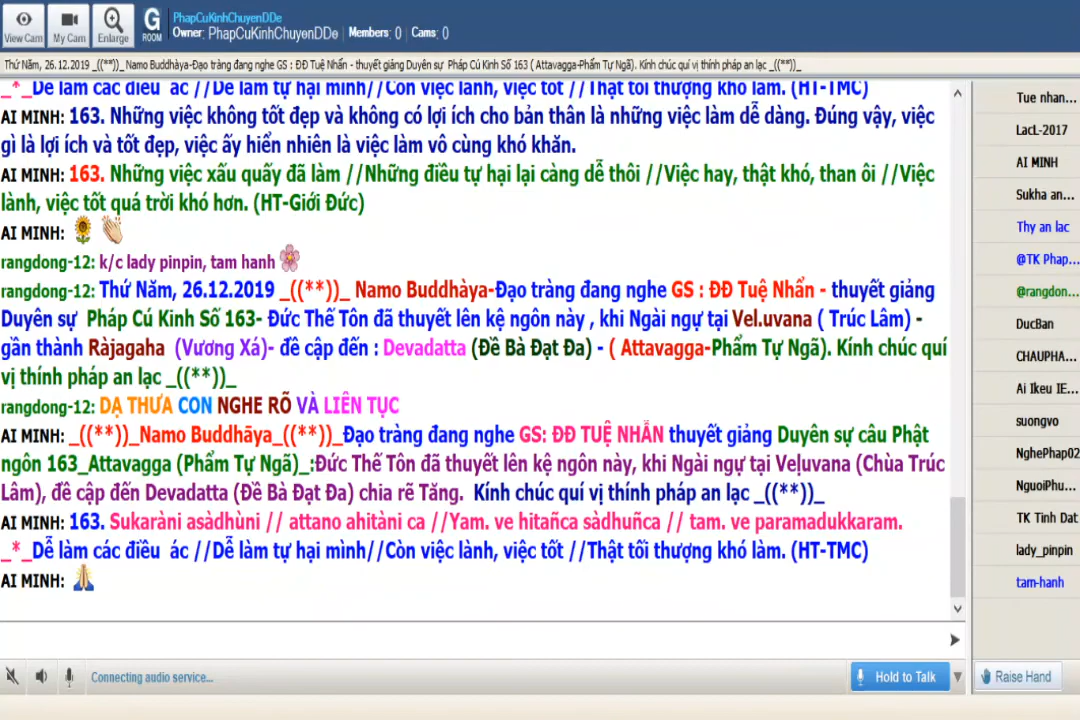 PhapCuKinhChuyenDDe
Owner: PhapCuKinhChuyenDDe Members: 0 Cams: 0
View Cam My Cam Enlarge G ROOM
Thứ Năm, 26.12.2019 _((**))_ Namo Buddhàya-Đạo tràng đang nghe GS : ĐĐ Tuệ Nhẫn - thuyết giảng Duyên sự Pháp Cú Kinh Số 163 ( Attavagga-Phẩm Tự Ngã). Kính chúc quí vị thính pháp an lạc _((**))_
_*_Dễ làm các điều ác //Dễ làm tự hại mình//Còn việc lành, việc tốt //Thật tối thượng khó làm. (HT-TMC)
AI MINH: 163. Những việc không tốt đẹp và không có lợi ích cho bản thân là những việc làm dễ dàng. Đúng vậy, việc
gì là lợi ích và tốt đẹp, việc ấy hiển nhiên là việc làm vô cùng khó khăn.
AI MINH: 163. Những việc xấu quấy đã làm //Những điều tự hại lại càng dễ thôi //Việc hay, thật khó, than ôi //Việc
lành, việc tốt quá trời khó hơn. (HT-Giới Đức)
AI MINH:
rangdong-12: k/c lady pinpin, tam hanh
rangdong-12: Thứ Năm, 26.12.2019 _((**))_ Namo Buddhàya-Đạo tràng đang nghe GS : ĐĐ Tuệ Nhẩn - thuyết giảng
Duyên sự Pháp Cú Kinh Số 163- Đức Thế Tôn đã thuyết lên kệ ngôn này , khi Ngài ngự tại Vel.uvana ( Trúc Lâm) -
gần thành Ràjagaha (Vương Xá)- đề cập đến : Devadatta (Đề Bà Đạt Đa) - ( Attavagga-Phẩm Tự Ngã). Kính chúc quí
vị thính pháp an lạc _((**))_
rangdong-12: DẠ THƯA CON NGHE RÕ VÀ LIÊN TỤC
AI MINH: _((**))_Namo Buddhāya_((**))_Đạo tràng đang nghe GS: ĐĐ TUỆ NHẪN thuyết giảng Duyên sự câu Phật
ngôn 163_Attavagga (Phẩm Tự Ngã)_:Đức Thế Tôn đã thuyết lên kệ ngôn này, khi Ngài ngự tại Veḷuvana (Chùa Trúc
Lâm), đề cập đến Devadatta (Đề Bà Đạt Đa) chia rẽ Tăng. Kính chúc quí vị thính pháp an lạc _((**))_
AI MINH: 163. Sukaràni asàdhùni // attano ahitàni ca //Yam. ve hitañca sàdhuñca // tam. ve paramadukkaram.
_*_Dễ làm các điều ác //Dễ làm tự hại mình//Còn việc lành, việc tốt //Thật tối thượng khó làm. (HT-TMC)
AI MINH:
Tue nhan...
LacL-2017
AI MINH
Sukha an...
Thy an lac
@TK Phap...
@rangdon...
DucBan
CHAUPHA...
Ai Ikeu IE...
suongvo
NghePhap02
NguoiPhu...
TK Tinh Dat
lady_pinpin
tam-hanh
Connecting audio service...
Hold to Talk
Raise Hand